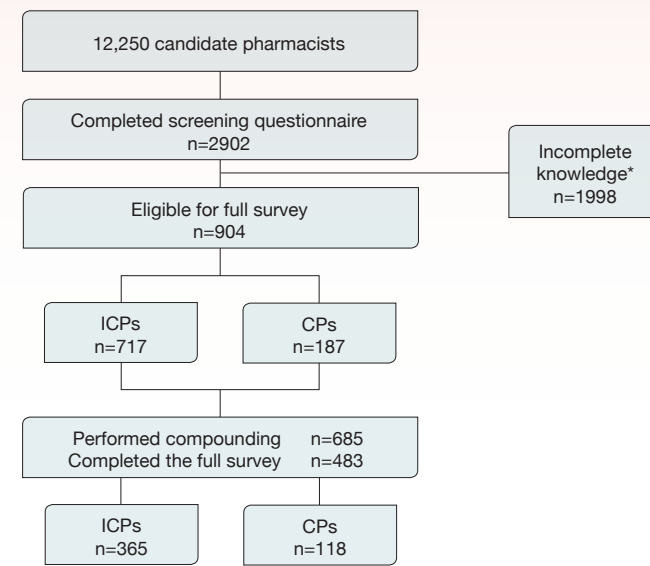 12,250 candidate pharmacists
Completed screening questionnaire
n=2902
Incomplete
knowledge*
n=1998
Eligible for full survey
n=904
ICPs
n=717
CPs
n=187
Performed compounding n=685
Completed the full survey n=483
ICPs
n=365
CPs
n=118